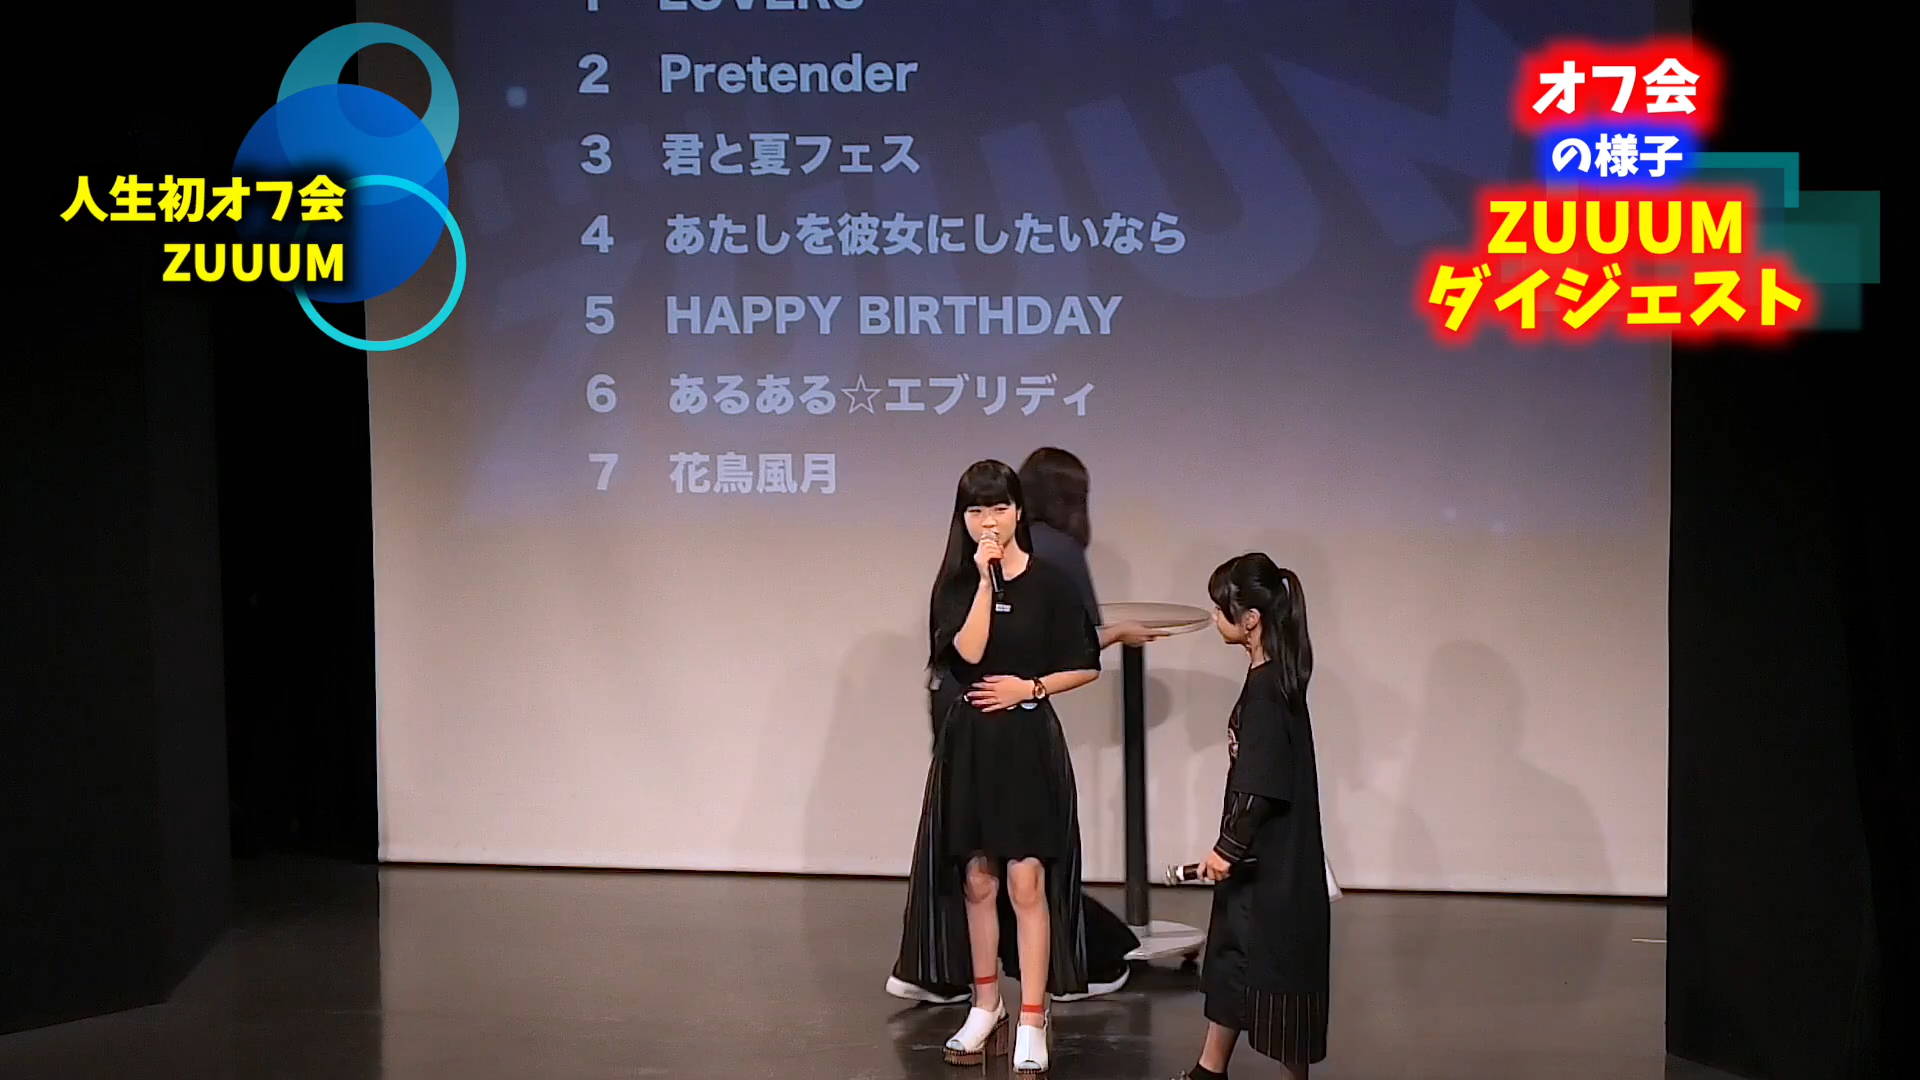 人生初オフ会
ZUUUM
オフ会
の様子
ZUUUM
ダイジェスト
1 LOVERS
2 Pretender
3 君と夏フェス
4 あたしを彼女にしたいなら
5 HAPPY BIRTHDAY
6 あるある☆エブリディ
7 花鳥風月
ZUUUM